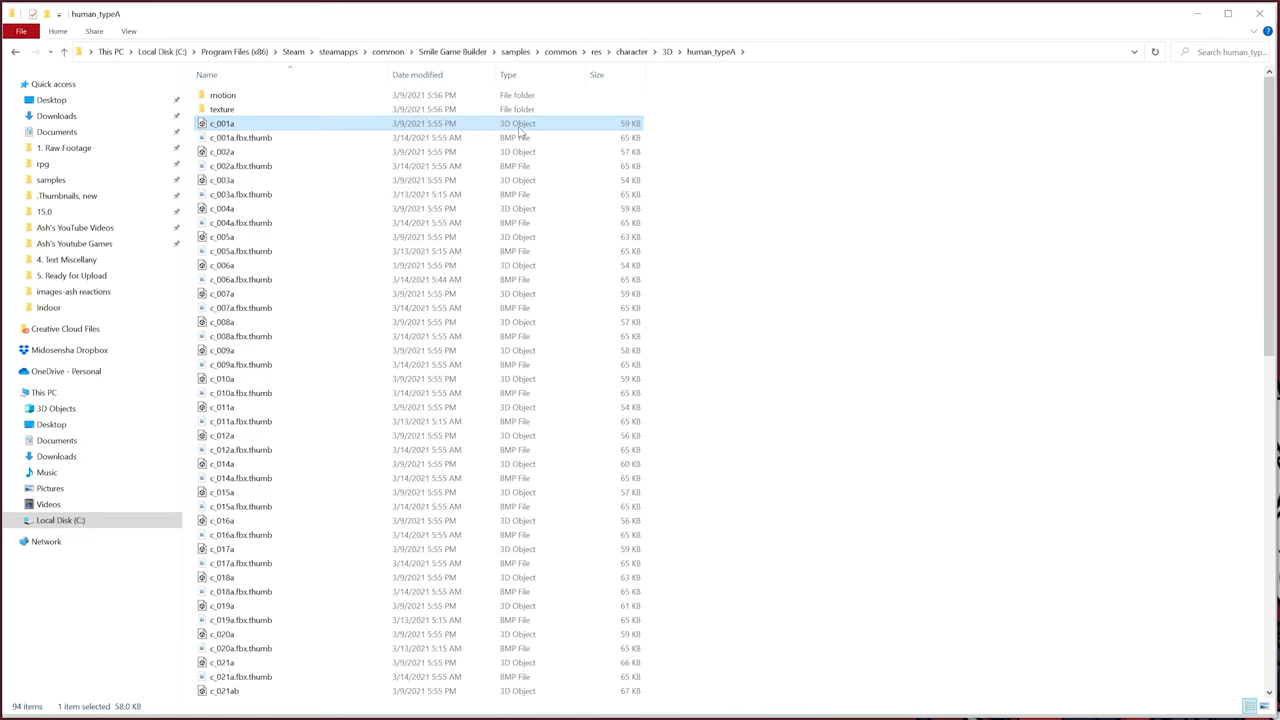 human_typeA
File Home Share View
This PC Local Disk (C:) Program Files (x86) Steam steamapps common Smile Game Builder samples common res character 3D human_typeA
Search human_typ...
Name Date modified Type Size
Quick access
Desktop
Downloads
Documents
1. Raw Footage
rpg
samples
.Thumbnails, new
15.0
Ash's YouTube Videos
Ash's Youtube Games
4. Text Miscellany
5. Ready for Upload
images-ash reactions
Indoor
Creative Cloud Files
Midosensha Dropbox
OneDrive - Personal
This PC
3D Objects
Desktop
Documents
Downloads
Music
Pictures
Videos
Local Disk (C:)
Network
motion 3/9/2021 5:56 PM File folder
texture 3/9/2021 5:56 PM File folder
c_001a 3/9/2021 5:55 PM 3D Object 59 KB
c_001a.fbx.thumb 3/14/2021 5:55 AM BMP File 65 KB
c_002a 3/9/2021 5:55 PM 3D Object 57 KB
c_002a.fbx.thumb 3/14/2021 5:55 AM BMP File 65 KB
c_003a 3/9/2021 5:55 PM 3D Object 54 KB
c_003a.fbx.thumb 3/13/2021 5:15 AM BMP File 65 KB
c_004a 3/9/2021 5:55 PM 3D Object 59 KB
c_004a.fbx.thumb 3/14/2021 5:55 AM BMP File 65 KB
c_005a 3/9/2021 5:55 PM 3D Object 63 KB
c_005a.fbx.thumb 3/13/2021 5:15 AM BMP File 65 KB
c_006a 3/9/2021 5:55 PM 3D Object 54 KB
c_006a.fbx.thumb 3/14/2021 5:44 AM BMP File 65 KB
c_007a 3/9/2021 5:55 PM 3D Object 59 KB
c_007a.fbx.thumb 3/14/2021 5:55 AM BMP File 65 KB
c_008a 3/9/2021 5:55 PM 3D Object 57 KB
c_008a.fbx.thumb 3/14/2021 5:55 AM BMP File 65 KB
c_009a 3/9/2021 5:55 PM 3D Object 58 KB
c_009a.fbx.thumb 3/14/2021 5:55 AM BMP File 65 KB
c_010a 3/9/2021 5:55 PM 3D Object 59 KB
c_010a.fbx.thumb 3/14/2021 5:55 AM BMP File 65 KB
c_011a 3/9/2021 5:55 PM 3D Object 54 KB
c_011a.fbx.thumb 3/13/2021 5:15 AM BMP File 65 KB
c_012a 3/9/2021 5:55 PM 3D Object 56 KB
c_012a.fbx.thumb 3/14/2021 5:55 AM BMP File 65 KB
c_014a 3/9/2021 5:55 PM 3D Object 60 KB
c_014a.fbx.thumb 3/14/2021 5:55 AM BMP File 65 KB
c_015a 3/9/2021 5:55 PM 3D Object 57 KB
c_015a.fbx.thumb 3/14/2021 5:55 AM BMP File 65 KB
c_016a 3/9/2021 5:55 PM 3D Object 56 KB
c_016a.fbx.thumb 3/14/2021 5:55 AM BMP File 65 KB
c_017a 3/9/2021 5:55 PM 3D Object 59 KB
c_017a.fbx.thumb 3/14/2021 5:55 AM BMP File 65 KB
c_018a 3/9/2021 5:55 PM 3D Object 63 KB
c_018a.fbx.thumb 3/14/2021 5:55 AM BMP File 65 KB
c_019a 3/9/2021 5:55 PM 3D Object 61 KB
c_019a.fbx.thumb 3/13/2021 5:15 AM BMP File 65 KB
c_020a 3/9/2021 5:55 PM 3D Object 59 KB
c_020a.fbx.thumb 3/13/2021 5:15 AM BMP File 65 KB
c_021a 3/9/2021 5:55 PM 3D Object 66 KB
c_021a.fbx.thumb 3/14/2021 5:55 AM BMP File 65 KB
c_021ab 3/9/2021 5:55 PM 3D Object 67 KB
94 items 1 item selected 58.0 KB